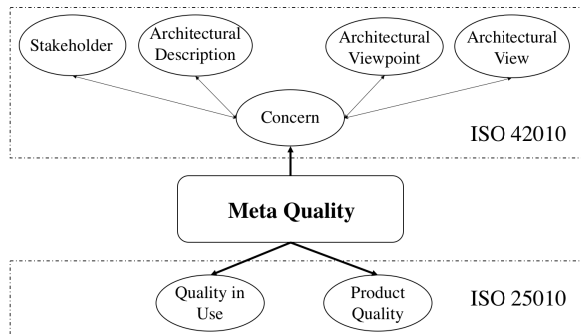 Stakeholder
Architectural
Description
Architectural
Viewpoint
Architectural
View
Concern
ISO 42010
Meta Quality
Quality in
Use
Product
Quality
ISO 25010